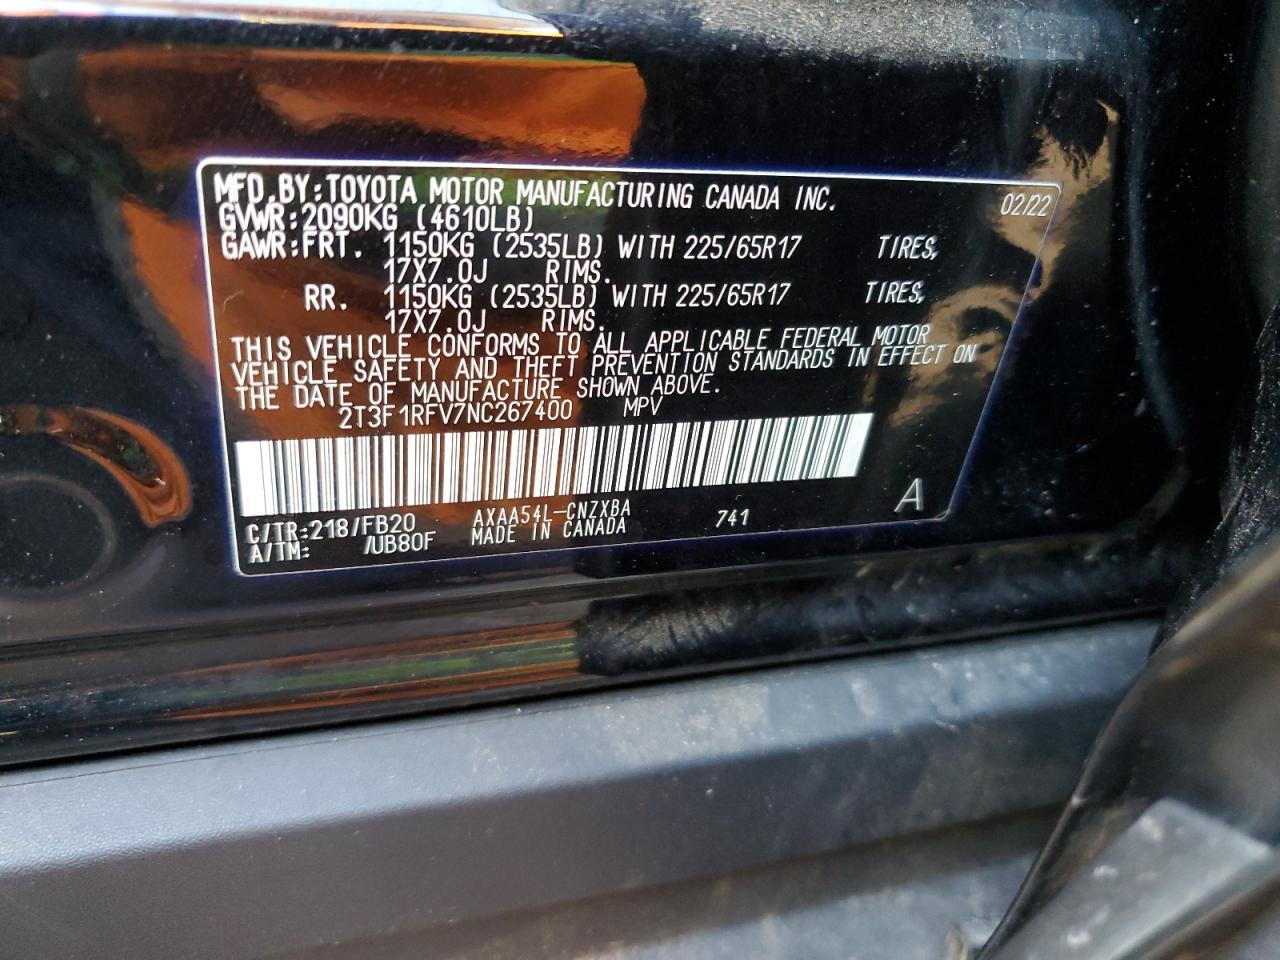 MFD.BY:TOYOTA MOTOR MANUFACTURING CANADA INC. 02/22
GVWR:2090KG (4610LB)
GAWR:FRT. 1150KG (2535LB) WITH 225/65R17 TIRES,
17X7.0J RIMS.
RR. 1150KG (2535LB) WITH 225/65R17 TIRES,
17X7.0J RIMS.
THIS VEHICLE CONFORMS TO ALL APPLICABLE FEDERAL MOTOR
VEHICLE SAFETY AND THEFT PREVENTION STANDARDS IN EFFECT ON
THE DATE OF MANUFACTURE SHOWN ABOVE.
2T3F1RFV7NC267400 MPV
C/TR:218/FB20 AXAA54L-CNZXBA 741 A
A/TM: /UB80F MADE IN CANADA